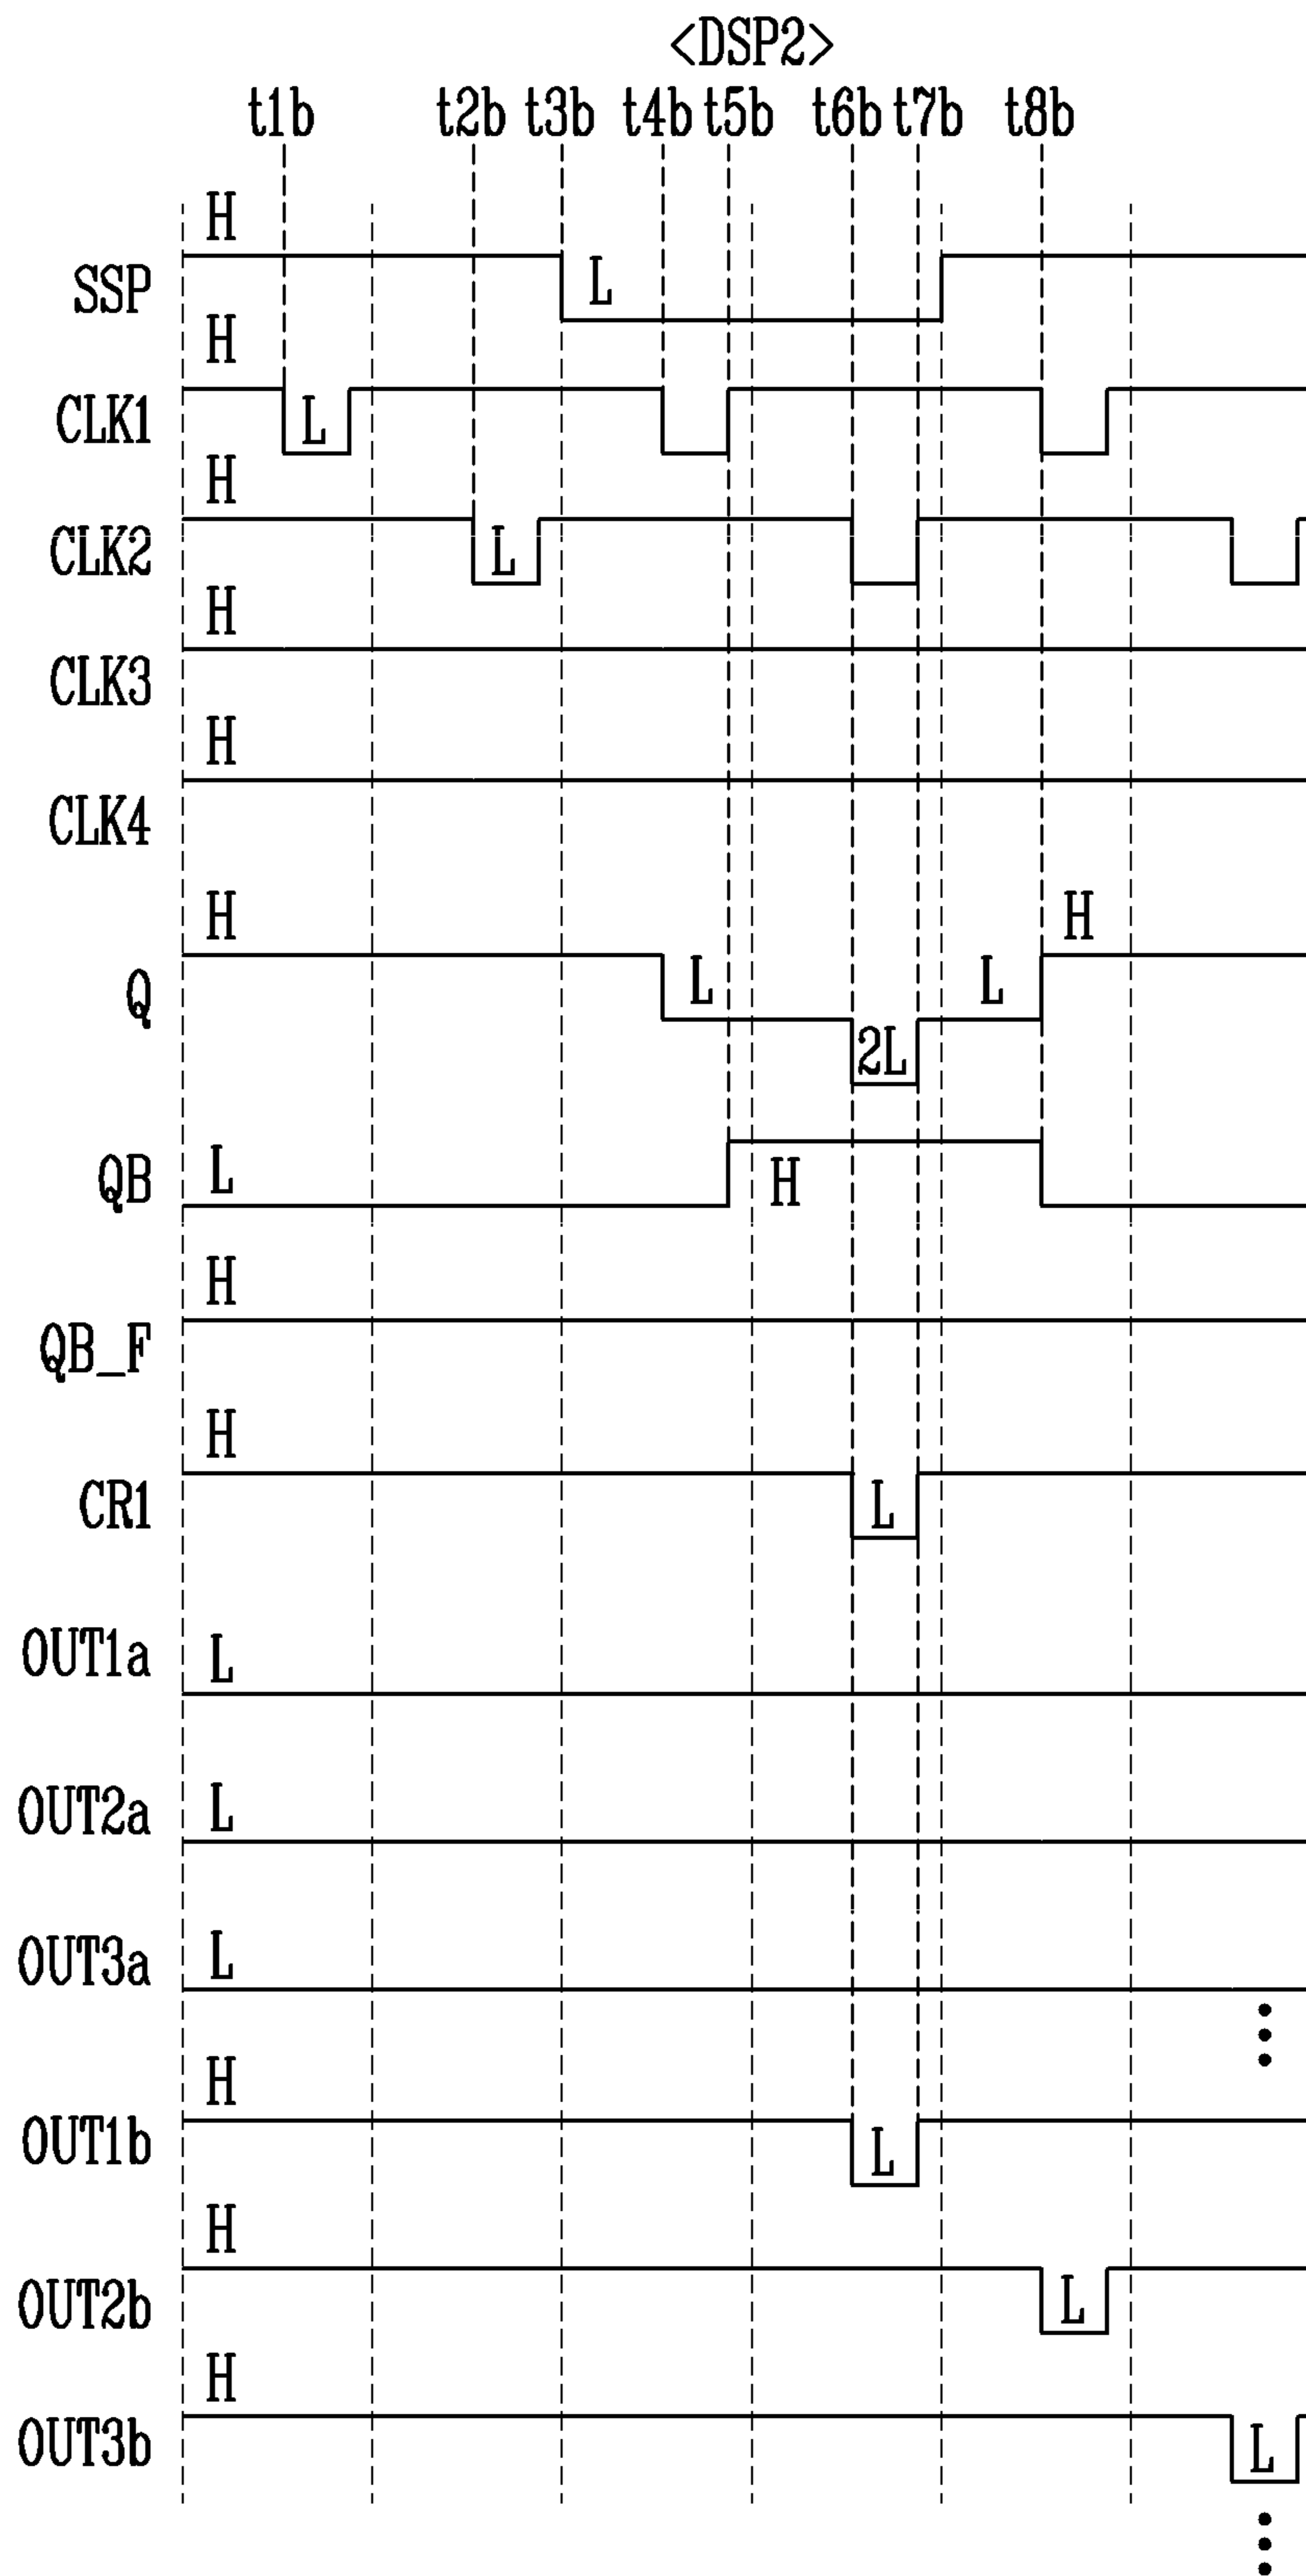 <DSP2>
t1b t2b t3b t4b t5b t6b t7b t8b
H
SSP L
H
CLK1 L
H
CLK2 L
H
CLK3
H
CLK4
H H
Q L L
2L
QB L H
H
QB_F
H
CR1 L
OUT1a L
OUT2a L
OUT3a L
H
OUT1b L
H
OUT2b L
H
OUT3b L